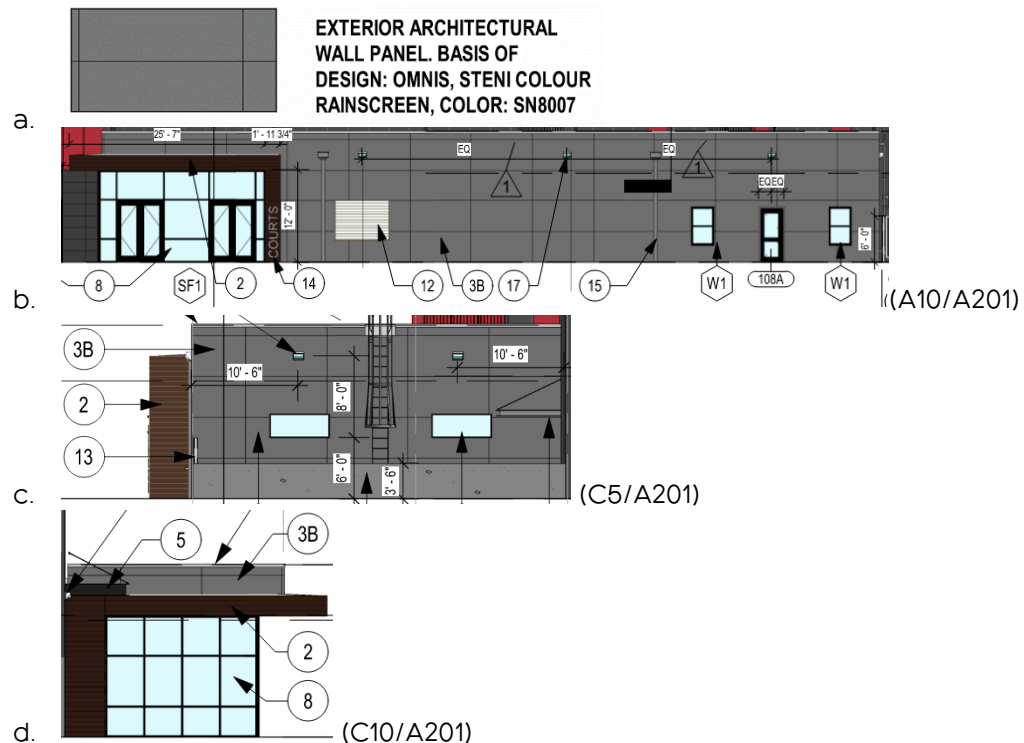 EXTERIOR ARCHITECTURAL
WALL PANEL. BASIS OF
DESIGN: OMNIS, STENI COLOUR
RAINSCREEN, COLOR: SN8007
a.
25' - 7" 1' - 11 3/4" EQ EQ
1 1
EQ EQ
COURTS 12' - 0" 6' - 0"
8 SF1 2 14 12 3B 17 15 W1 108A W1
b. (A10/A201)
3B
10' - 6" 10' - 6"
2 8' - 0"
13
6' - 0" 3' - 6"
c. (C5/A201)
5 3B
2
8
d. (C10/A201)